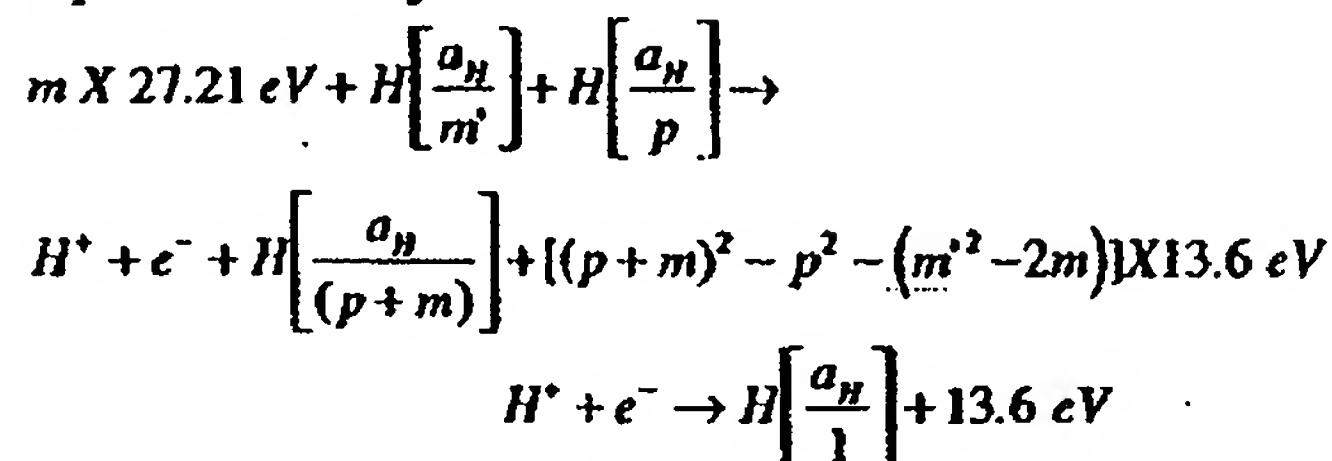 m X 27.21 eV + H[a_H/m'] + H[a_H/p] →
H⁺ + e⁻ + H[a_H/(p + m)] + [(p + m)² − p² − (m'² − 2m)]X13.6 eV
H⁺ + e⁻ → H[a_H/1] + 13.6 eV